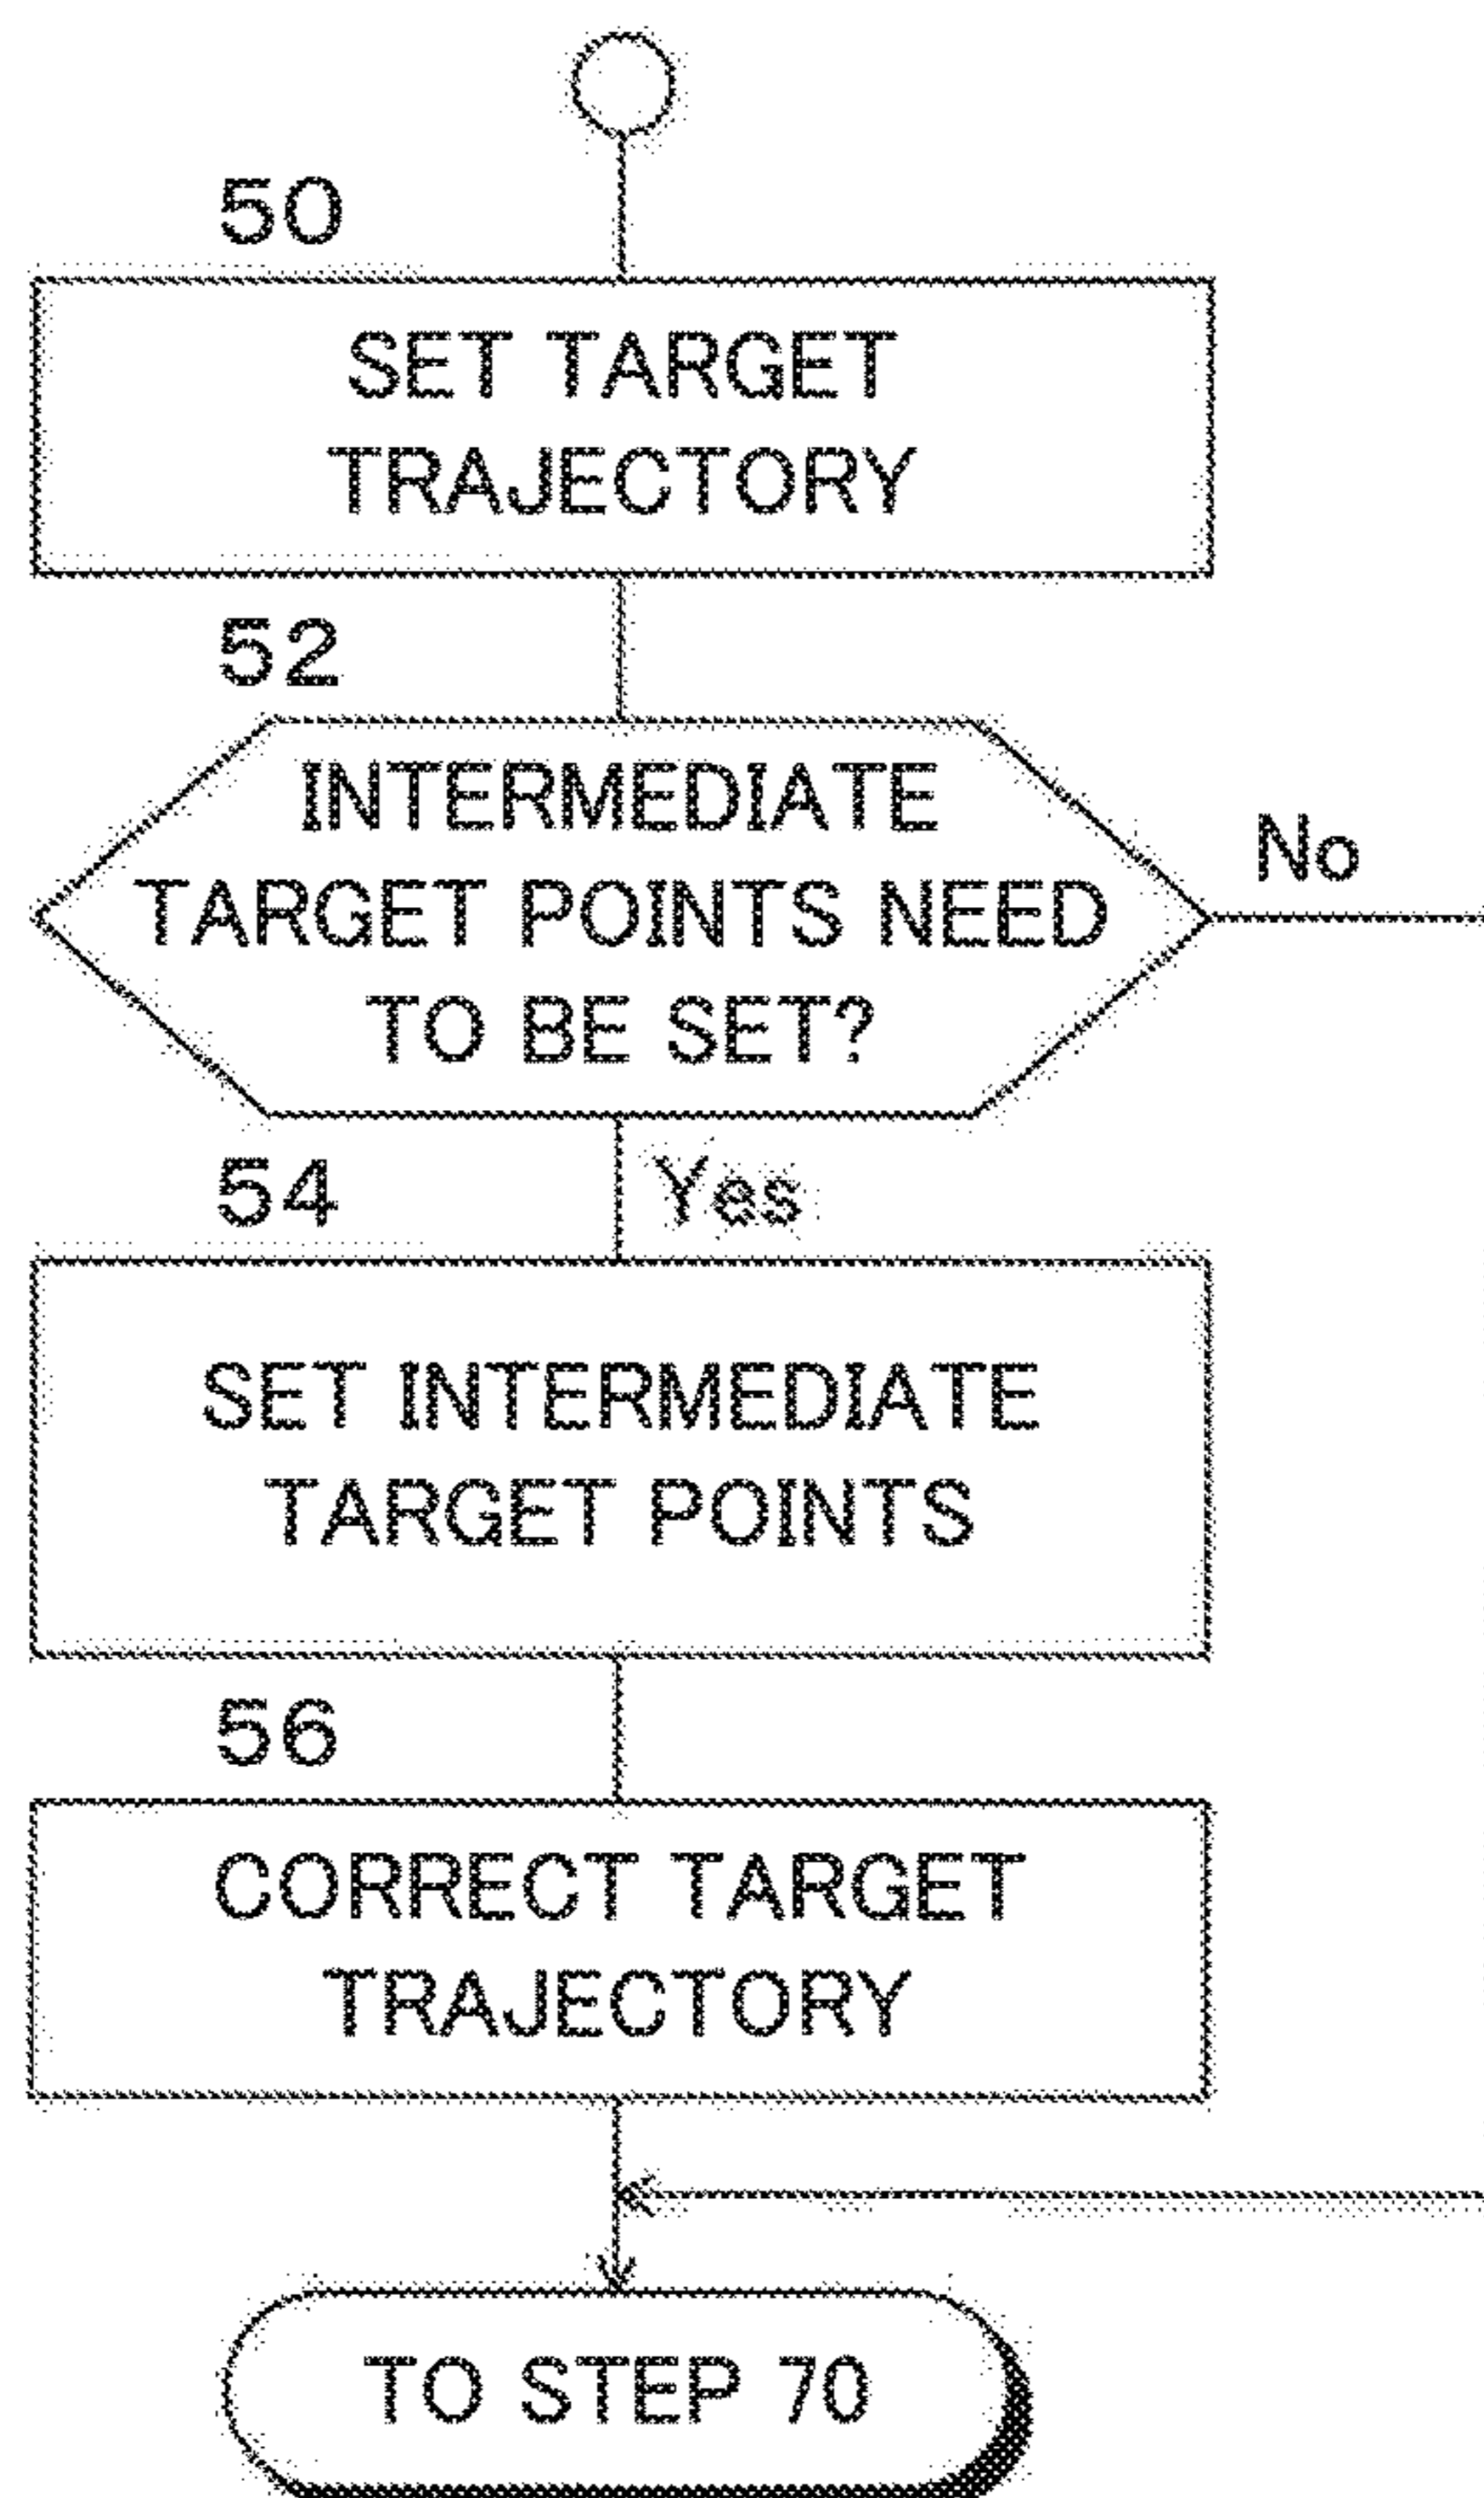 50
SET TARGET
TRAJECTORY
52
INTERMEDIATE
TARGET POINTS NEED
TO BE SET?
No
54
Yes
SET INTERMEDIATE
TARGET POINTS
56
CORRECT TARGET
TRAJECTORY
TO STEP 70